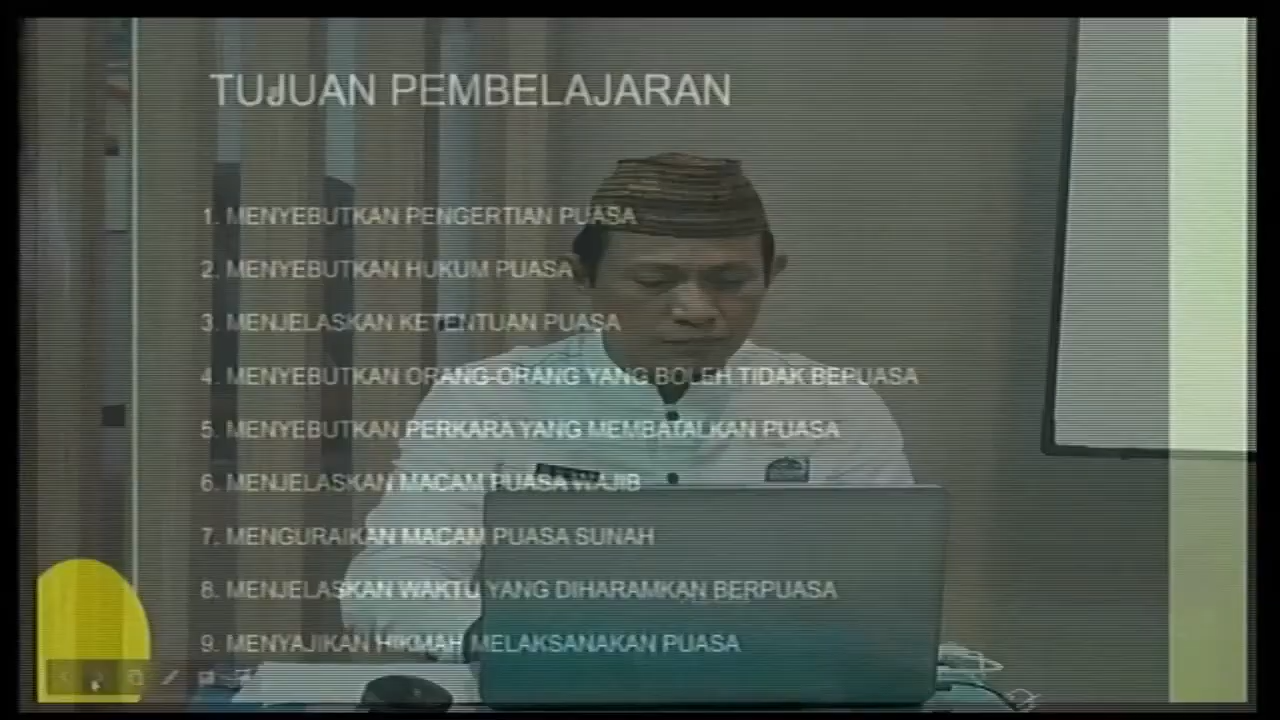 TUJUAN PEMBELAJARAN
1. MENYEBUTKAN PENGERTIAN PUASA
2. MENYEBUTKAN HUKUM PUASA
3. MENJELASKAN KETENTUAN PUASA
4. MENYEBUTKAN ORANG-ORANG YANG BOLEH TIDAK BEPUASA
5. MENYEBUTKAN PERKARA YANG MEMBATALKAN PUASA
6. MENJELASKAN MACAM PUASA WAJIB
7. MENGURAIKAN MACAM PUASA SUNAH
8. MENJELASKAN WAKTU YANG DIHARAMKAN BERPUASA
9. MENYAJIKAN HIKMAH MELAKSANAKAN PUASA